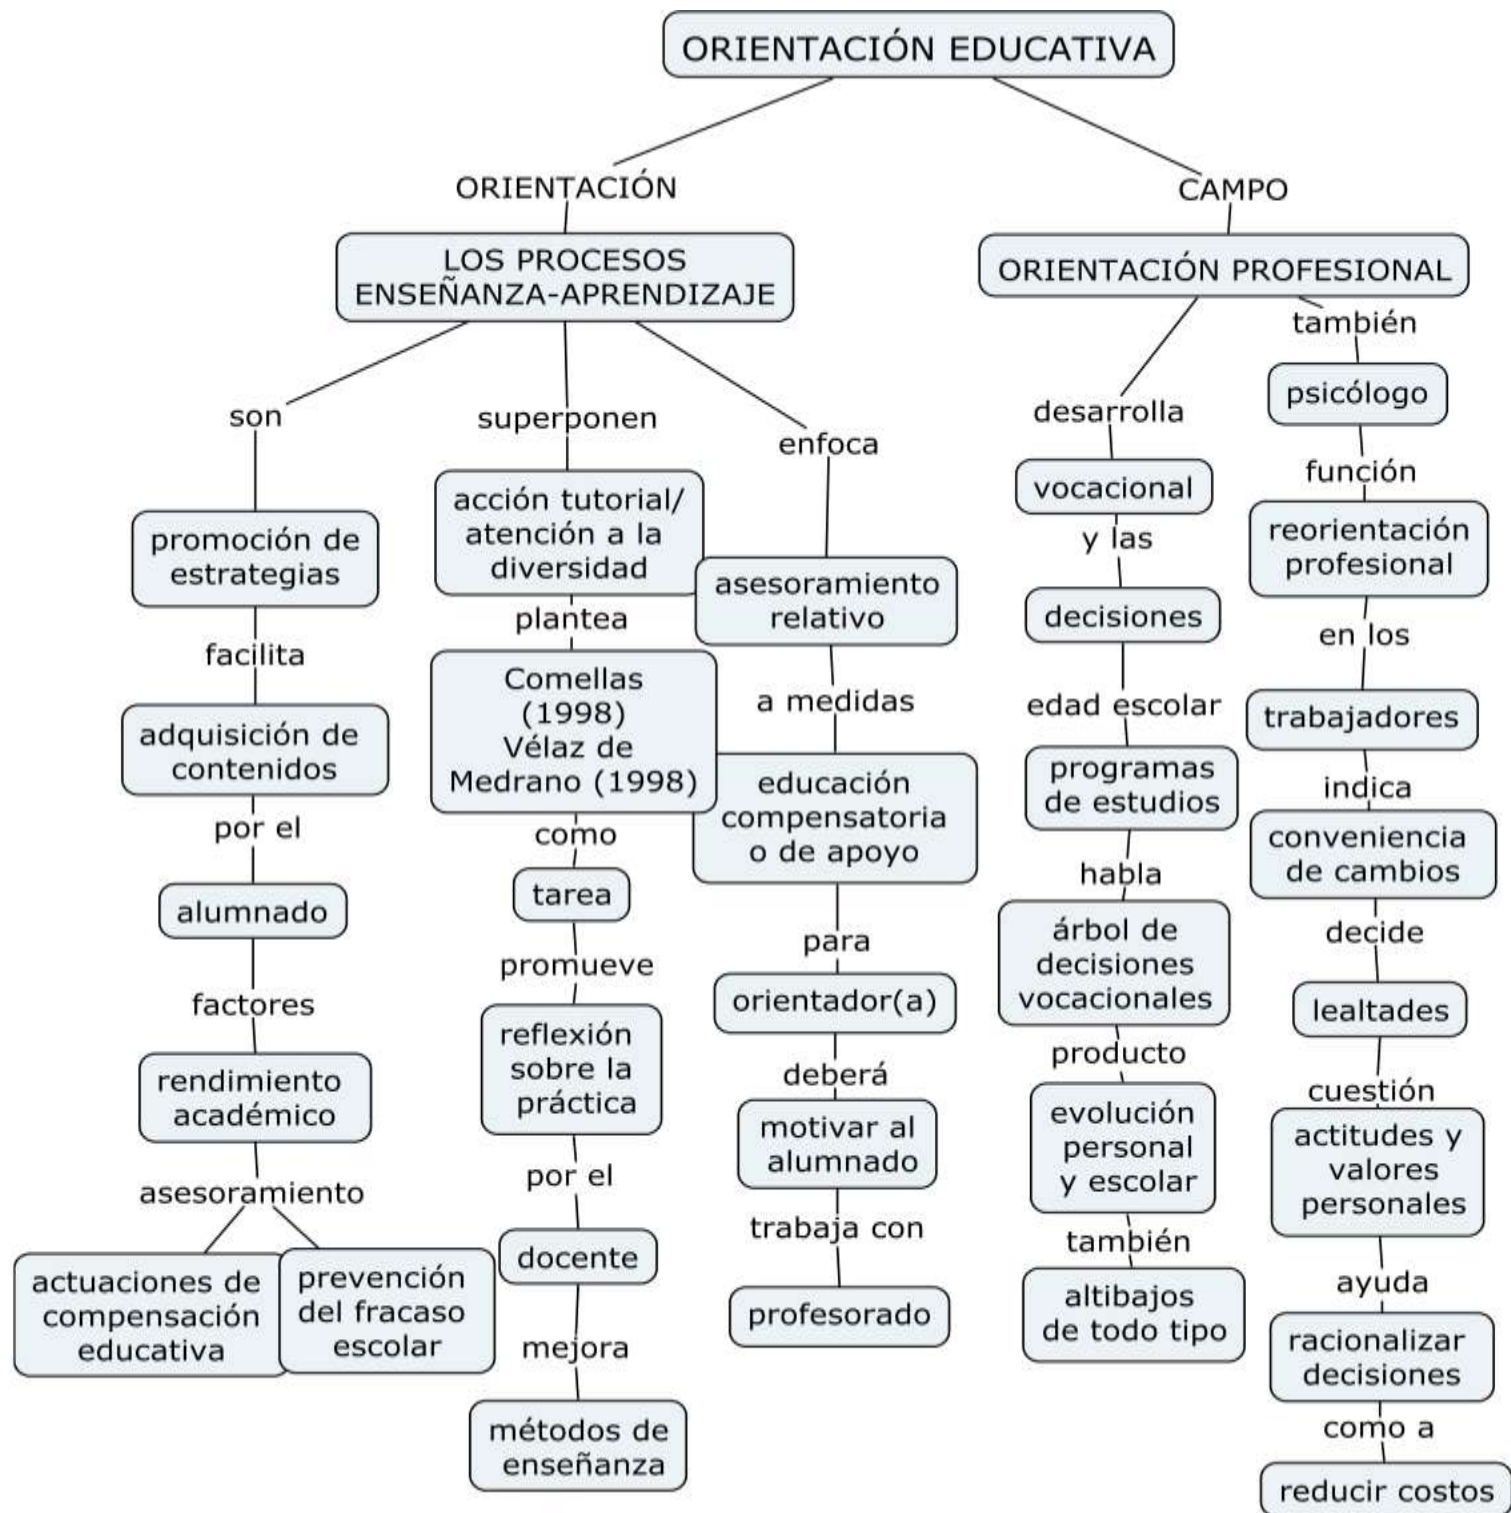 ORIENTACIÓN EDUCATIVA
ORIENTACIÓN
LOS PROCESOS
ENSEÑANZA-APRENDIZAJE
son
promoción de
estrategias
facilita
adquisición de
contenidos
por el
alumnado
factores
rendimiento
académico
asesoramiento
actuaciones de
compensación
educativa
prevención
del fracaso
escolar
superponen
acción tutorial/
atención a la
diversidad
plantea
Comellas
(1998)
Vélaz de
Medrano (1998)
como
tarea
promueve
reflexión
sobre la
práctica
por el
docente
mejora
métodos de
enseñanza
enfoca
asesoramiento
relativo
a medidas
educación
compensatoria
o de apoyo
para
orientador(a)
deberá
motivar al
alumnado
trabaja con
profesorado
CAMPO
ORIENTACIÓN PROFESIONAL
desarrolla
vocacional
y las
decisiones
edad escolar
programas
de estudios
habla
árbol de
decisiones
vocacionales
producto
evolución
personal
y escolar
también
altibajos
de todo tipo
también
psicólogo
función
reorientación
profesional
en los
trabajadores
indica
conveniencia
de cambios
decide
lealtades
cuestión
actitudes y
valores
personales
ayuda
racionalizar
decisiones
como a
reducir costos